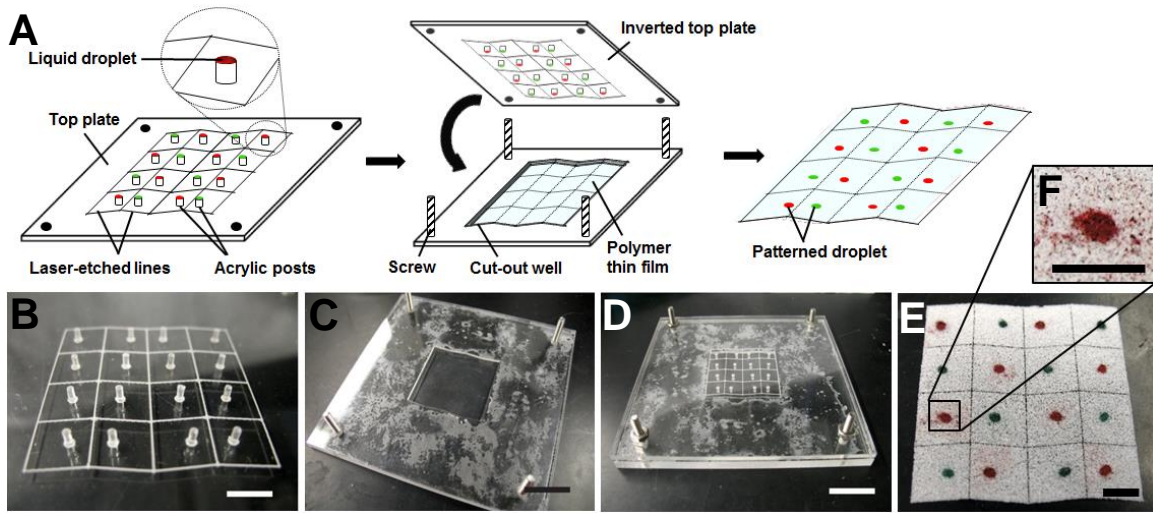 A
Liquid droplet
Top plate
Laser-etched lines
Acrylic posts
Inverted top plate
Screw
Cut-out well
Polymer
thin film
Patterned droplet
F
B
C
D
E